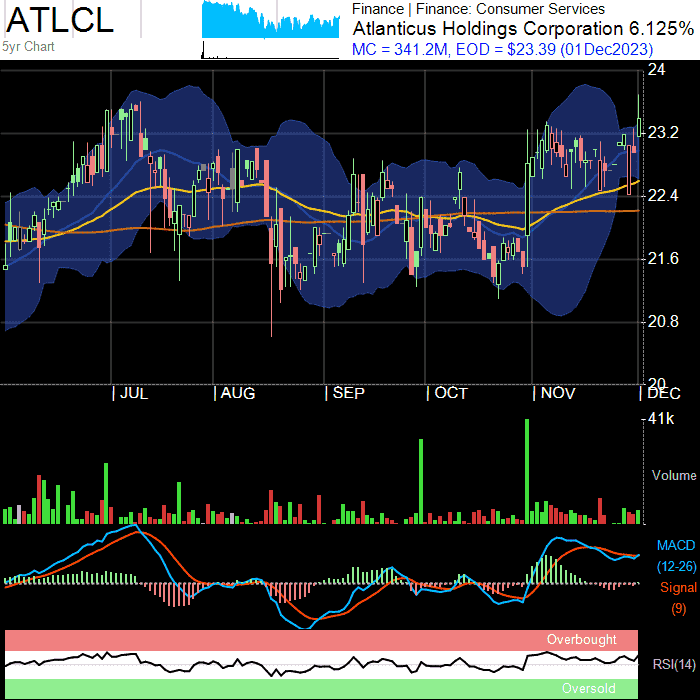 ATLCL
5yr Chart
Finance | Finance: Consumer Services
Atlanticus Holdings Corporation 6.125%
MC = 341.2M, EOD = $23.39 (01Dec2023)
24
23.2
22.4
21.6
20.8
20
JUL AUG SEP OCT NOV DEC
41k
Volume
MACD
(12-26)
Signal
(9)
Overbought
RSI(14)
Oversold